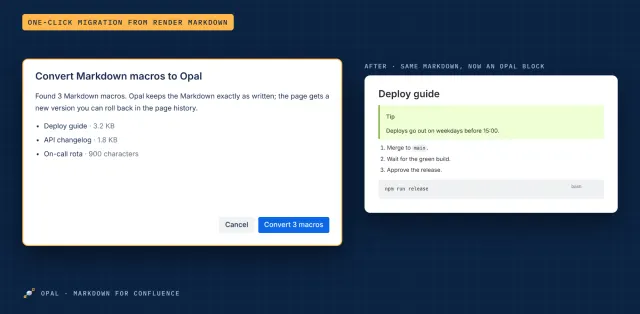 ONE-CLICK MIGRATION FROM RENDER MARKDOWN
Convert Markdown macros to Opal
Found 3 Markdown macros. Opal keeps the Markdown exactly as written; the page gets a
new version you can roll back in the page history.
• Deploy guide · 3.2 KB
• API changelog · 1.8 KB
• On-call rota · 900 characters
Cancel
Convert 3 macros
AFTER · SAME MARKDOWN, NOW AN OPAL BLOCK
Deploy guide
Tip
Deploys go out on weekdays before 15:00.
1. Merge to main.
2. Wait for the green build.
3. Approve the release.
npm run release
bash
OPAL · MARKDOWN FOR CONFLUENCE